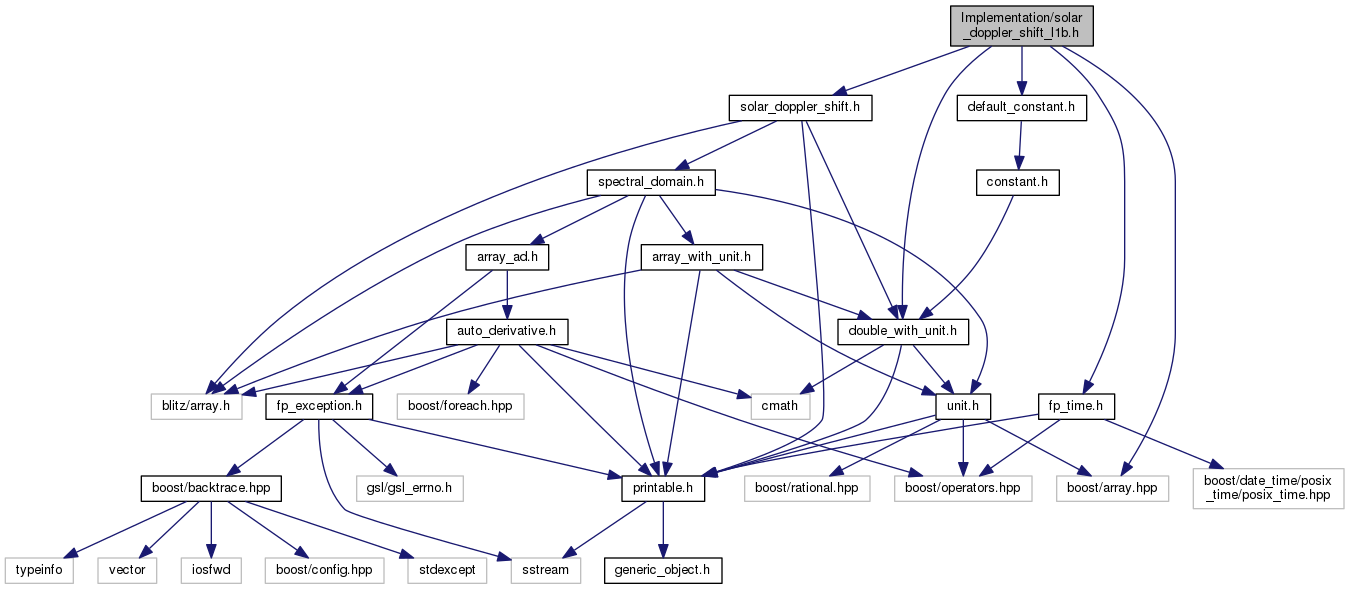 Implementation/solar
_doppler_shift_l1b.h
solar_doppler_shift.h
default_constant.h
spectral_domain.h
constant.h
array_ad.h
array_with_unit.h
auto_derivative.h
double_with_unit.h
blitz/array.h
fp_exception.h
boost/foreach.hpp
cmath
unit.h
fp_time.h
boost/backtrace.hpp
gsl/gsl_errno.h
printable.h
boost/rational.hpp
boost/operators.hpp
boost/array.hpp
boost/date_time/posix
_time/posix_time.hpp
typeinfo
vector
iosfwd
boost/config.hpp
stdexcept
sstream
generic_object.h